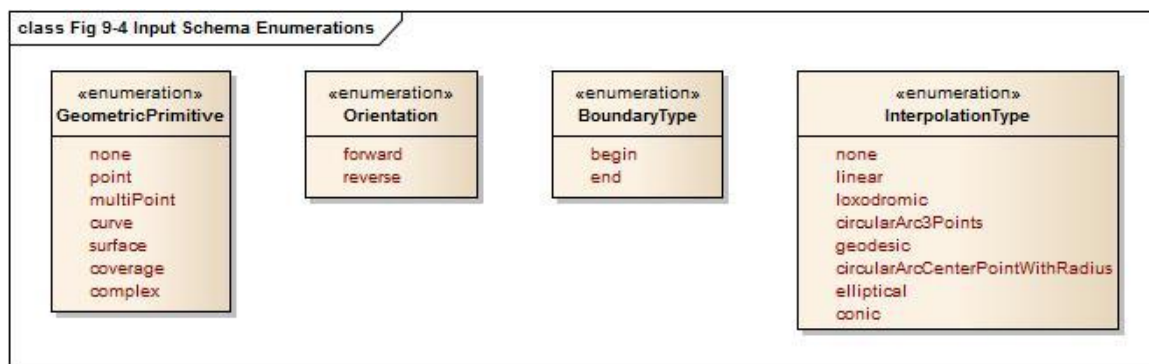 class Fig 9-4 Input Schema Enumerations
«enumeration»
GeometricPrimitive
none
point
multiPoint
curve
surface
coverage
complex
«enumeration»
Orientation
forward
reverse
«enumeration»
BoundaryType
begin
end
«enumeration»
InterpolationType
none
linear
loxodromic
circularArc3Points
geodesic
circularArcCenterPointWithRadius
elliptical
conic